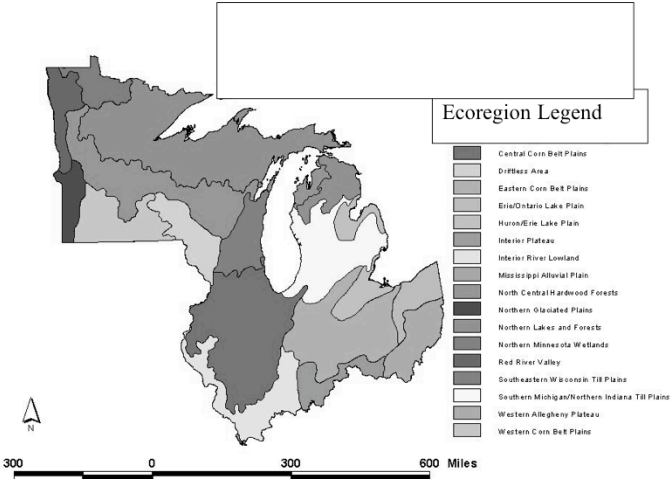 Ecoregion Legend
Central Corn Belt Plains
Driftless Area
Eastern Corn Belt Plains
Erie/Ontario Lake Plain
Huron/Erie Lake Plain
Interior Plateau
Interior River Lowland
Mississippi Alluvial Plain
North Central Hardwood Forests
Northern Glaciated Plains
Northern Lakes and Forests
Northern Minnesota Wetlands
Red River Valley
Southeastern Wisconsin Till Plains
Southern Michigan/Northern Indiana Till Plains
Western Allegheny Plateau
Western Corn Belt Plains
N
300 0 300 600 Miles